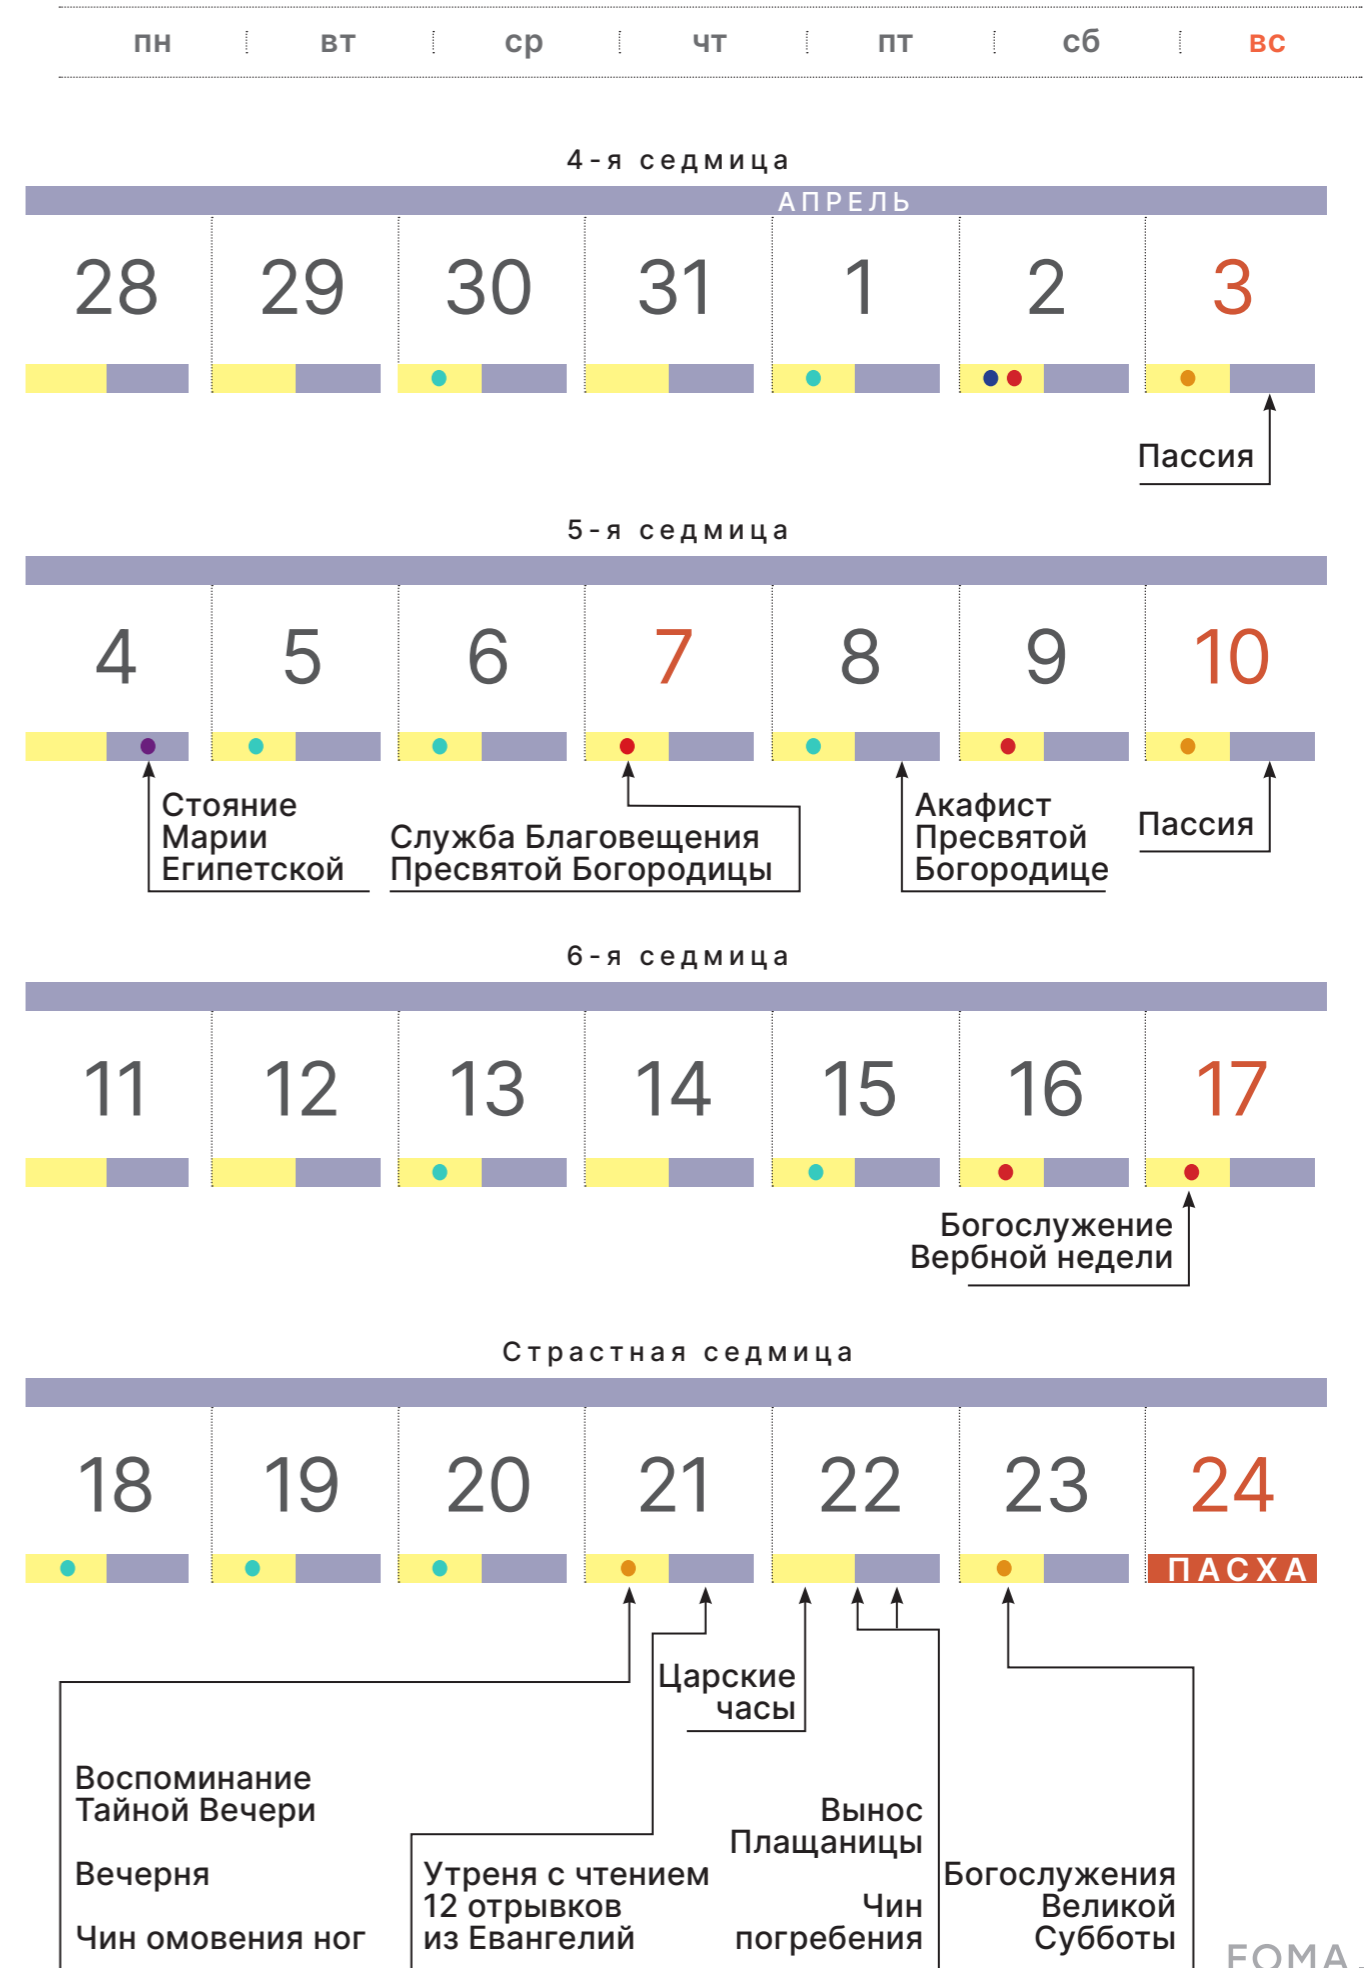 пн вт ср чт пт сб вс
4-я седмица
АПРЕЛЬ
28 29 30 31 1 2 3
Пассия
5-я седмица
4 5 6 7 8 9 10
Стояние
Марии
Египетской
Служба Благовещения
Пресвятой Богородицы
Акафист
Пресвятой
Богородице
Пассия
6-я седмица
11 12 13 14 15 16 17
Богослужение
Вербной недели
Страстная седмица
18 19 20 21 22 23 24
ПАСХА
Царские
часы
Воспоминание
Тайной Вечери
Вечерня
Чин омовения ног
Утреня с чтением
12 отрывков
из Евангелий
Вынос
Плащаницы
Чин
погребения
Богослужения
Великой
Субботы
FOMA.